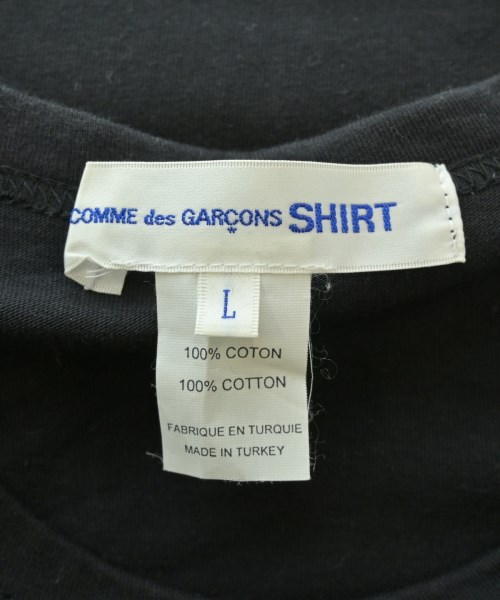 COMME des GARÇONS SHIRT
*
L
100% COTON
100% COTTON
FABRIQUE EN TURQUIE
MADE IN TURKEY